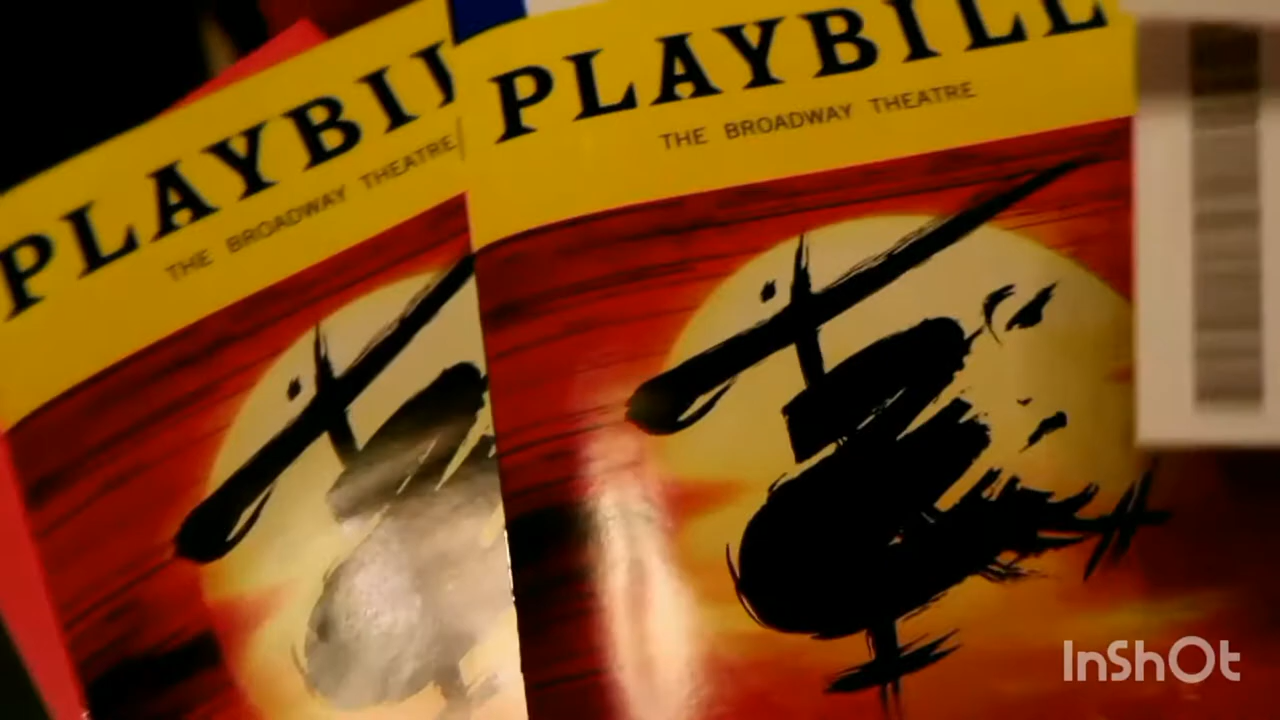 PLAYBILL
THE BROADWAY THEATRE
PLAYBILL
THE BROADWAY THEATRE
InShOt